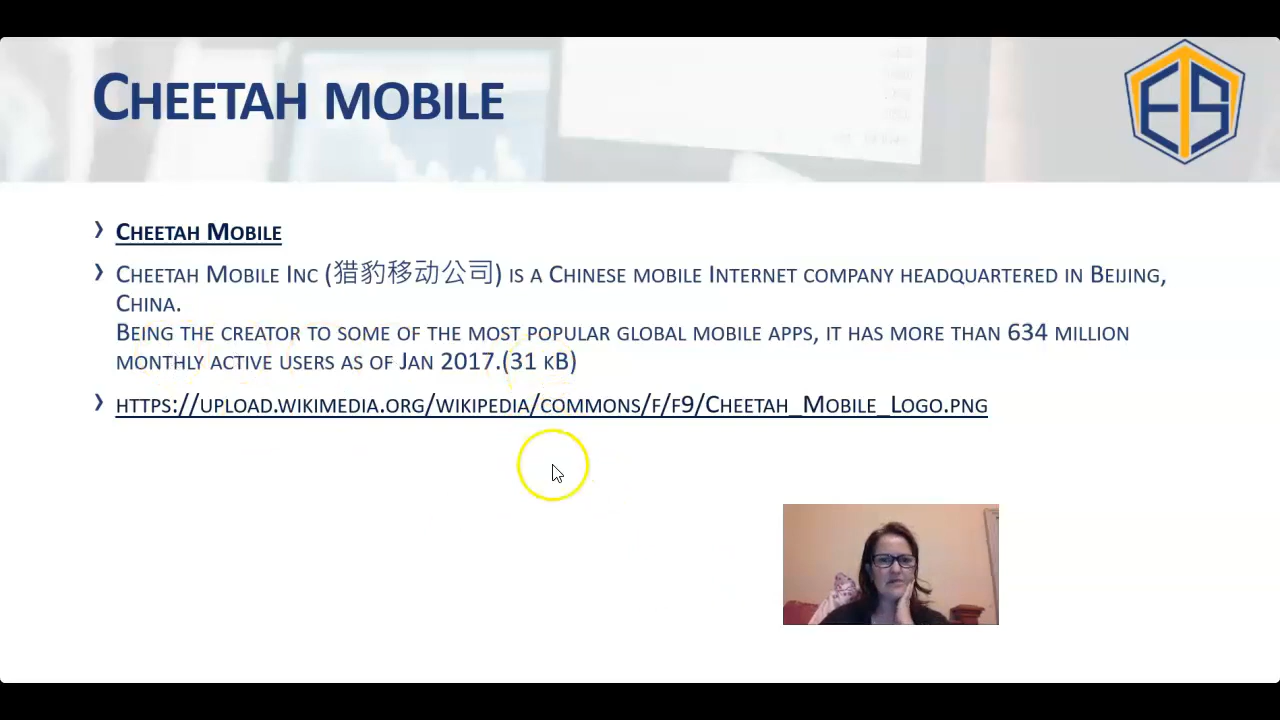 CHEETAH MOBILE
ES
CHEETAH MOBILE
CHEETAH MOBILE INC (猎豹移动公司) IS A CHINESE MOBILE INTERNET COMPANY HEADQUARTERED IN BEIJING,
CHINA.
BEING THE CREATOR TO SOME OF THE MOST POPULAR GLOBAL MOBILE APPS, IT HAS MORE THAN 634 MILLION
MONTHLY ACTIVE USERS AS OF JAN 2017.(31 KB)
HTTPS://UPLOAD.WIKIMEDIA.ORG/WIKIPEDIA/COMMONS/F/F9/CHEETAH_MOBILE_LOGO.PNG